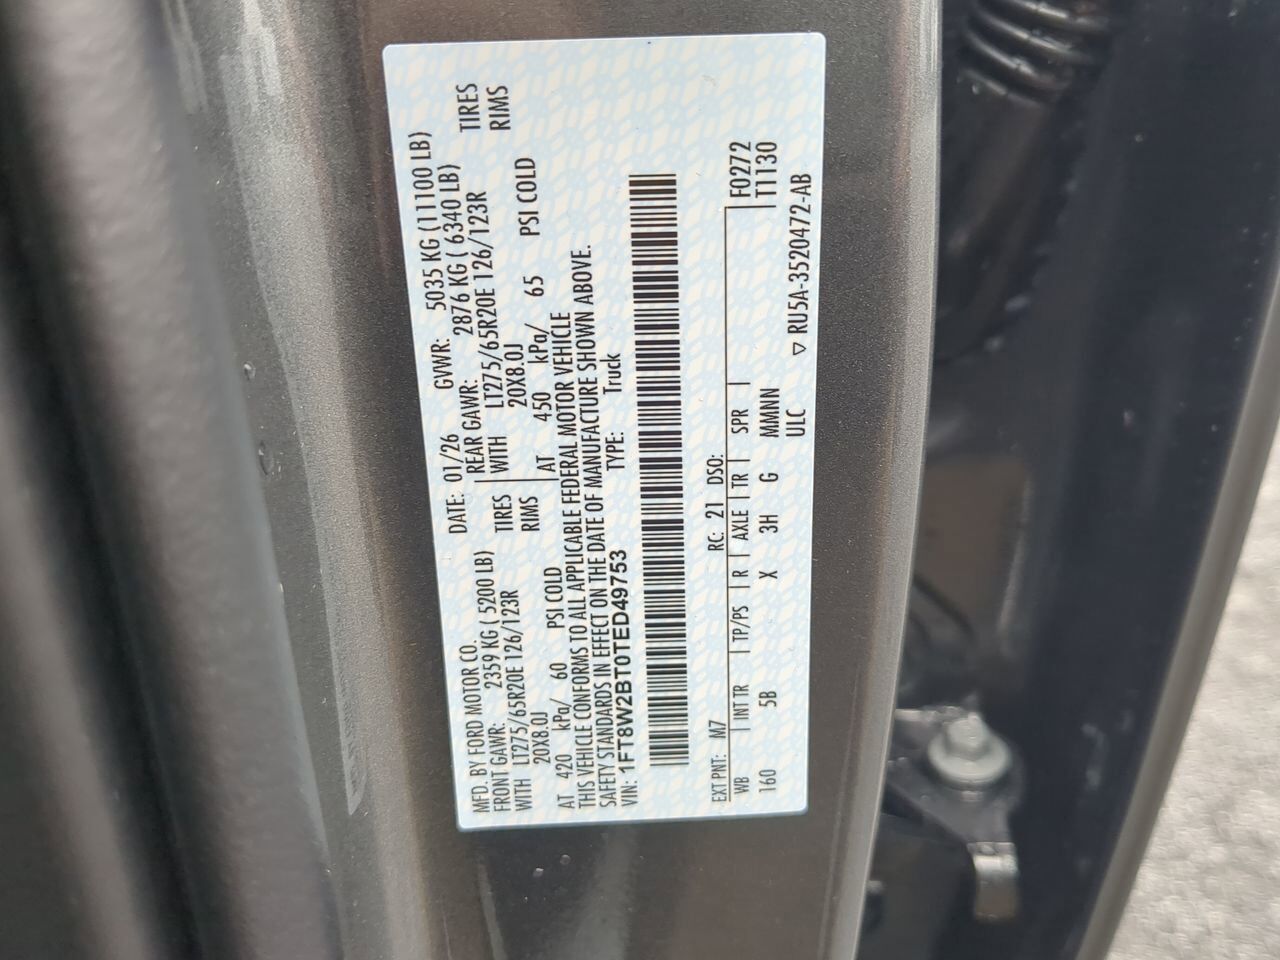 MFD. BY FORD MOTOR CO.
DATE: 01/26 GVWR: 5035 KG (11100 LB)
FRONT GAWR: 2359 KG ( 5200 LB) REAR GAWR: 2876 KG ( 6340 LB)
WITH LT275/65R20E 126/123R TIRES WITH LT275/65R20E 126/123R TIRES
20X8.0J RIMS 20X8.0J RIMS
AT 420 kPa/ 60 PSI COLD AT 450 kPa/ 65 PSI COLD
THIS VEHICLE CONFORMS TO ALL APPLICABLE FEDERAL MOTOR VEHICLE
SAFETY STANDARDS IN EFFECT ON THE DATE OF MANUFACTURE SHOWN ABOVE.
VIN: 1FT8W2BT0TED49753 TYPE: Truck
EXT PNT: M7 RC: 21 DSO: F0272
WB INT TR TP/PS R AXLE TR SPR T1130
160 5B X 3H G MMNN
ULC ▽ RU5A-3520472-AB